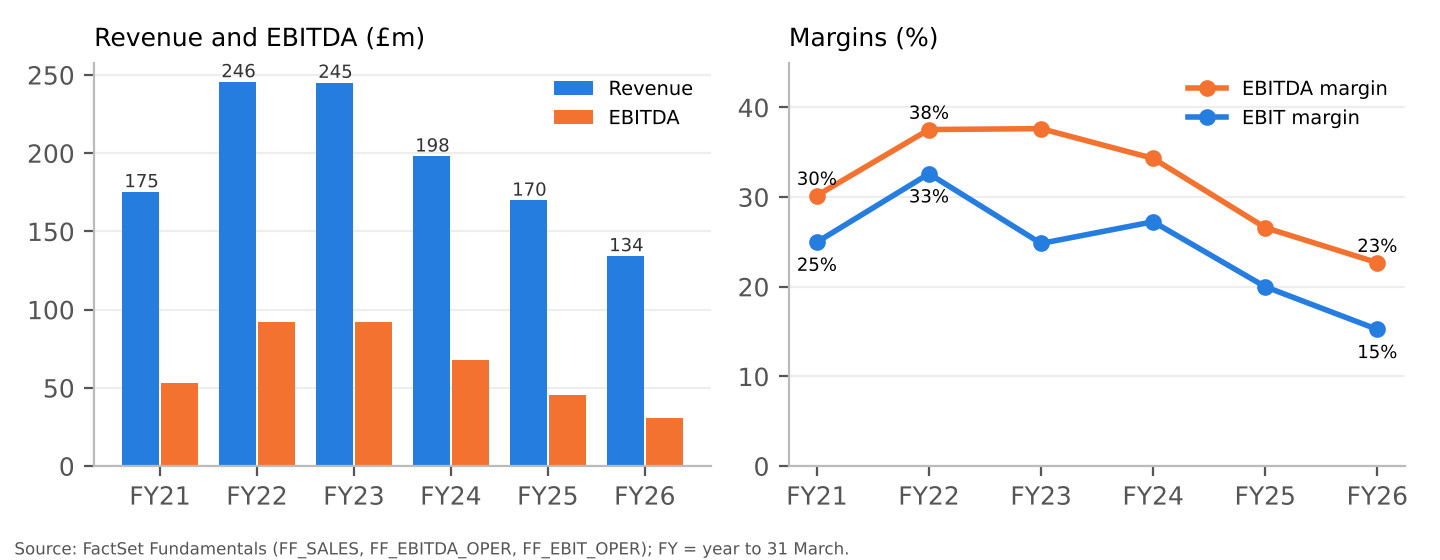 Revenue and EBITDA (£m)
250
200
150
100
50
0
175
246
245
198
170
134
Revenue
EBITDA
FY21 FY22 FY23 FY24 FY25 FY26
Margins (%)
40
30
20
10
0
EBITDA margin
EBIT margin
30%
38%
23%
25%
33%
15%
FY21 FY22 FY23 FY24 FY25 FY26
Source: FactSet Fundamentals (FF_SALES, FF_EBITDA_OPER, FF_EBIT_OPER); FY = year to 31 March.